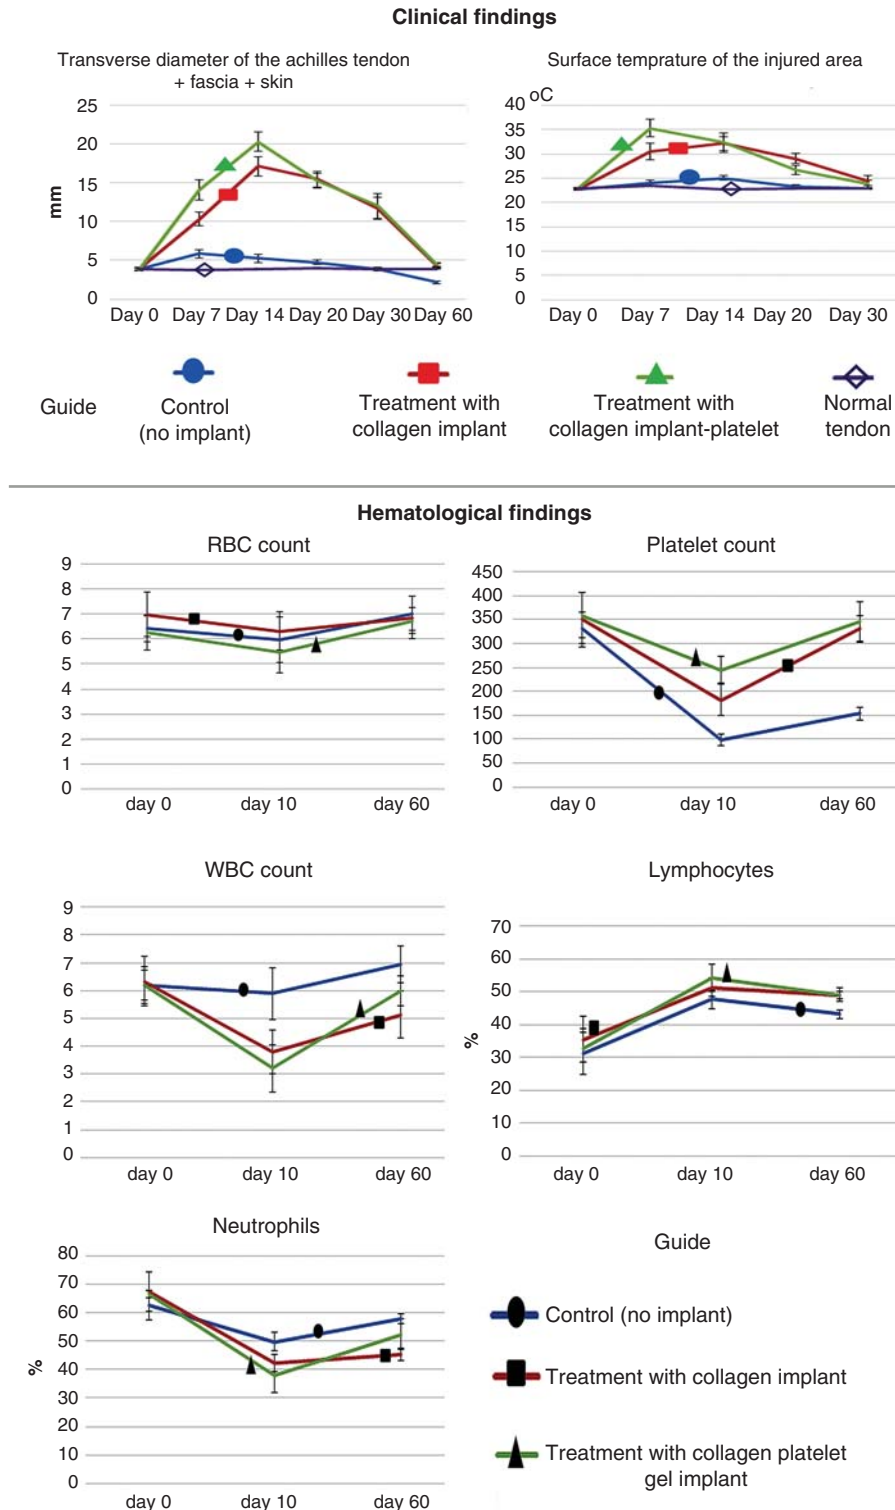 Clinical findings
Transverse diameter of the achilles tendon
+ fascia + skin
25
20
15
10
5
0
mm
Day 0 Day 7 Day 14 Day 20 Day 30 Day 60
Surface temprature of the injured area
oC
40
35
30
25
20
15
10
5
0
Day 0 Day 7 Day 14 Day 20 Day 30
Guide
Control
(no implant)
Treatment with
collagen implant
Treatment with
collagen implant-platelet
Normal
tendon
Hematological findings
RBC count
9
8
7
6
5
4
3
2
1
0
day 0 day 10 day 60
Platelet count
450
400
350
300
250
200
150
100
50
0
day 0 day 10 day 60
WBC count
9
8
7
6
5
4
3
2
1
0
day 0 day 10 day 60
Lymphocytes
70
60
50
40
30
20
10
0
%
day 0 day 10 day 60
Neutrophils
80
70
60
50
40
30
20
10
0
%
day 0 day 10 day 60
Guide
Control (no implant)
Treatment with collagen implant
Treatment with collagen platelet
gel implant